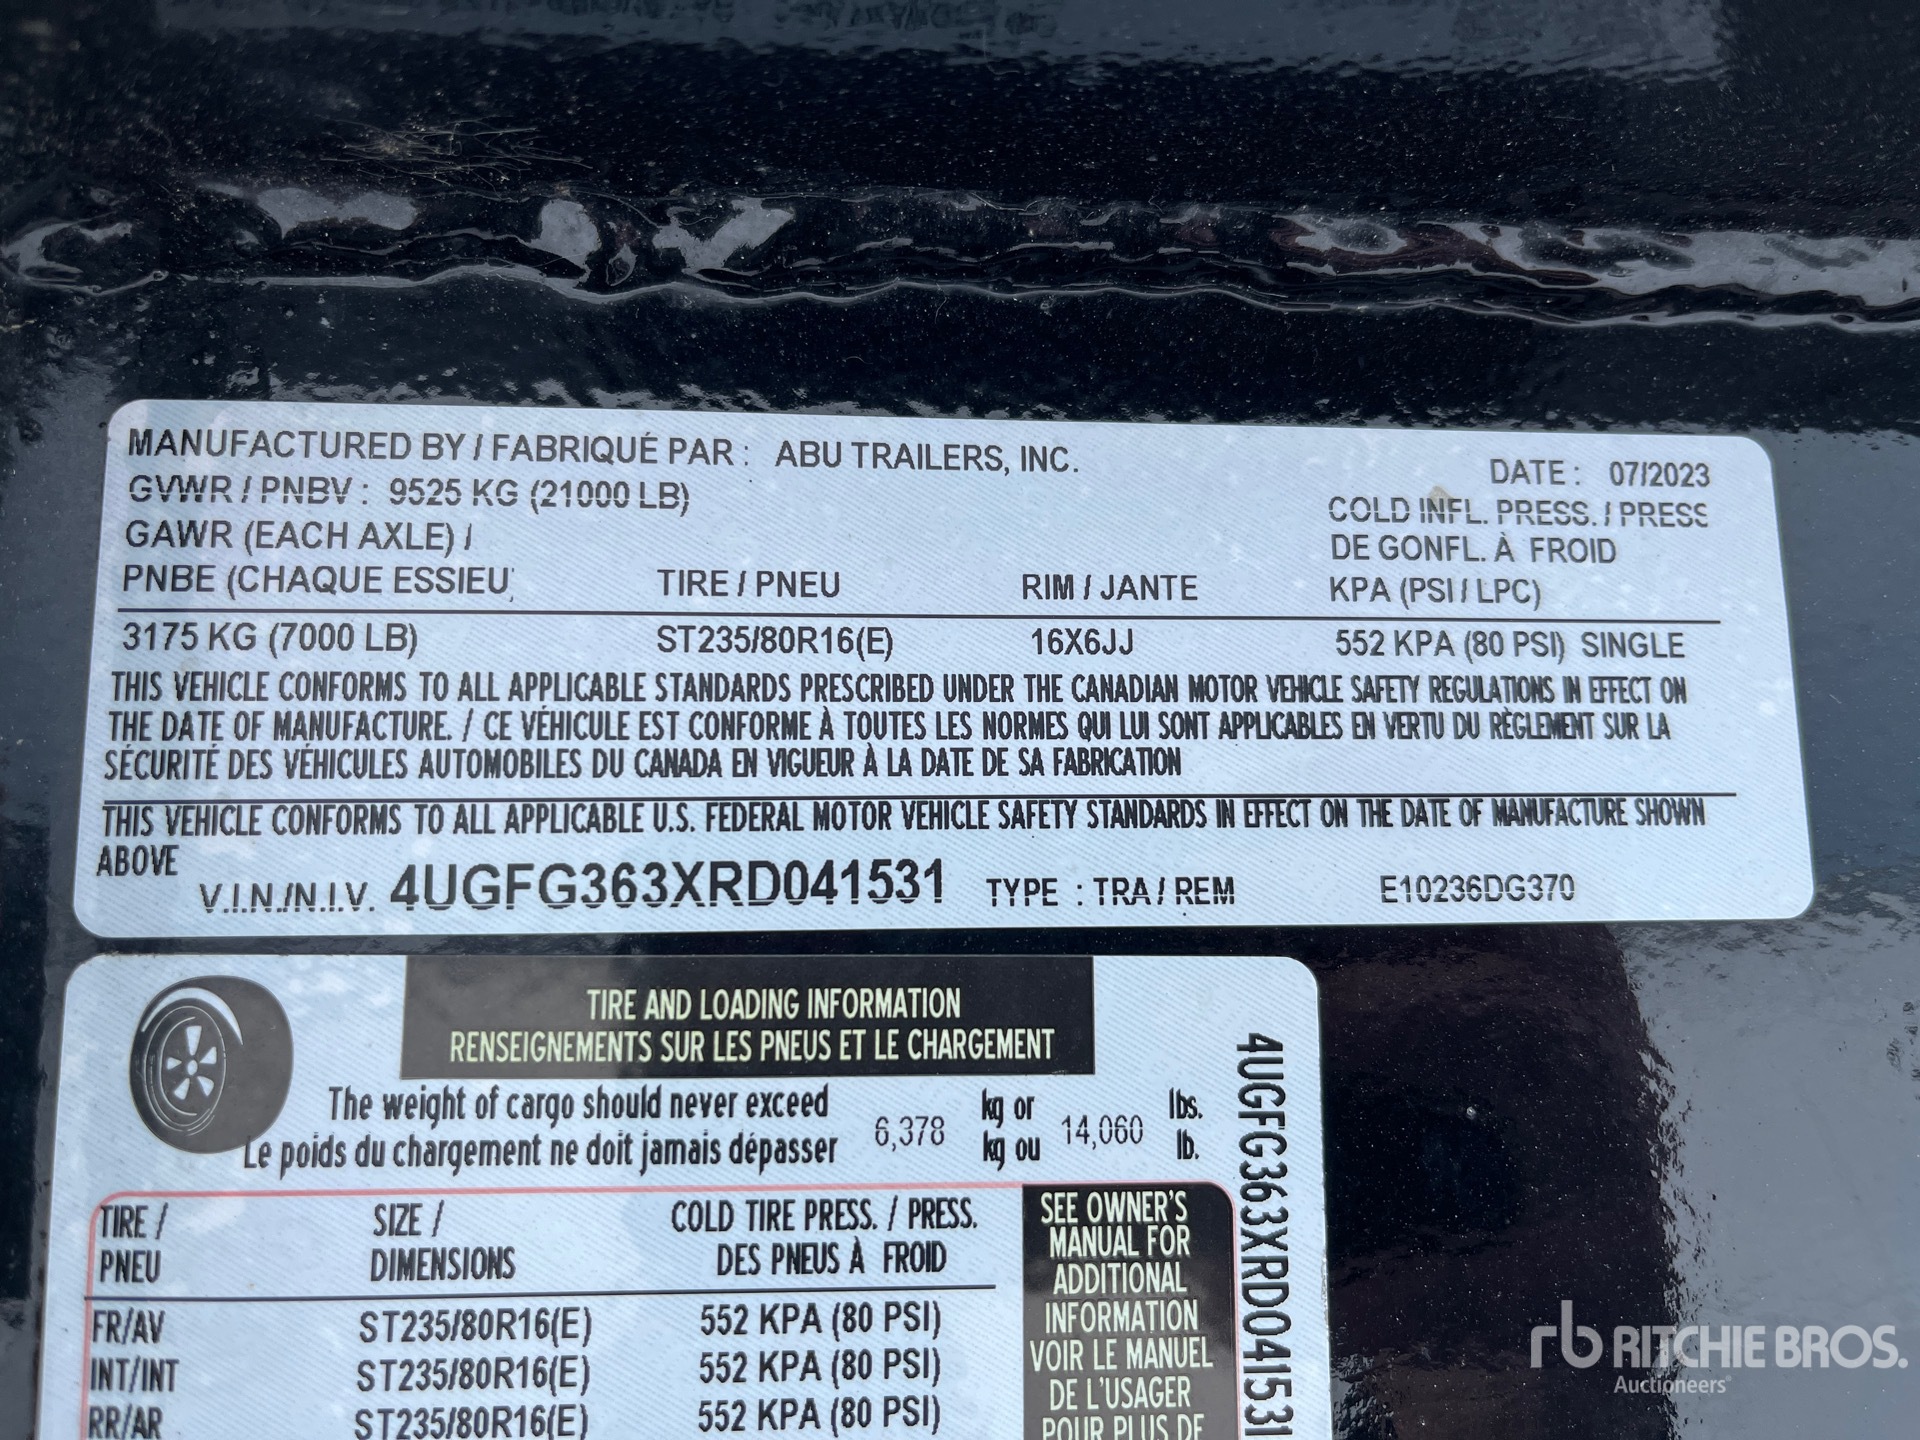 MANUFACTURED BY / FABRIQUÉ PAR : ABU TRAILERS, INC.
DATE : 07/2023
GVWR / PNBV : 9525 KG (21000 LB)
COLD INFL. PRESS. / PRESS
GAWR (EACH AXLE) /
DE GONFL. À FROID
PNBE (CHAQUE ESSIEU) TIRE / PNEU RIM / JANTE KPA (PSI / LPC)
3175 KG (7000 LB) ST235/80R16(E) 16X6JJ 552 KPA (80 PSI) SINGLE
THIS VEHICLE CONFORMS TO ALL APPLICABLE STANDARDS PRESCRIBED UNDER THE CANADIAN MOTOR VEHICLE SAFETY REGULATIONS IN EFFECT ON
THE DATE OF MANUFACTURE. / CE VÉHICULE EST CONFORME À TOUTES LES NORMES QUI LUI SONT APPLICABLES EN VERTU DU RÈGLEMENT SUR LA
SÉCURITÉ DES VÉHICULES AUTOMOBILES DU CANADA EN VIGUEUR À LA DATE DE SA FABRICATION
THIS VEHICLE CONFORMS TO ALL APPLICABLE U.S. FEDERAL MOTOR VEHICLE SAFETY STANDARDS IN EFFECT ON THE DATE OF MANUFACTURE SHOWN
ABOVE
V.I.N./N.I.V. 4UGFG363XRD041531 TYPE : TRA / REM E10236DG370
TIRE AND LOADING INFORMATION
RENSEIGNEMENTS SUR LES PNEUS ET LE CHARGEMENT
The weight of cargo should never exceed 6,378 kg or 14,060 lbs.
Le poids du chargement ne doit jamais dépasser kg ou lb.
TIRE / SIZE / COLD TIRE PRESS. / PRESS.
PNEU DIMENSIONS DES PNEUS À FROID
FR/AV ST235/80R16(E) 552 KPA (80 PSI)
INT/INT ST235/80R16(E) 552 KPA (80 PSI)
RR/AR ST235/80R16(E) 552 KPA (80 PSI)
SEE OWNER'S
MANUAL FOR
ADDITIONAL
INFORMATION
VOIR LE MANUEL
DE L'USAGER
POUR PLUS DE
4UGFG363XRD041531
rb RITCHIE BROS.
Auctioneers